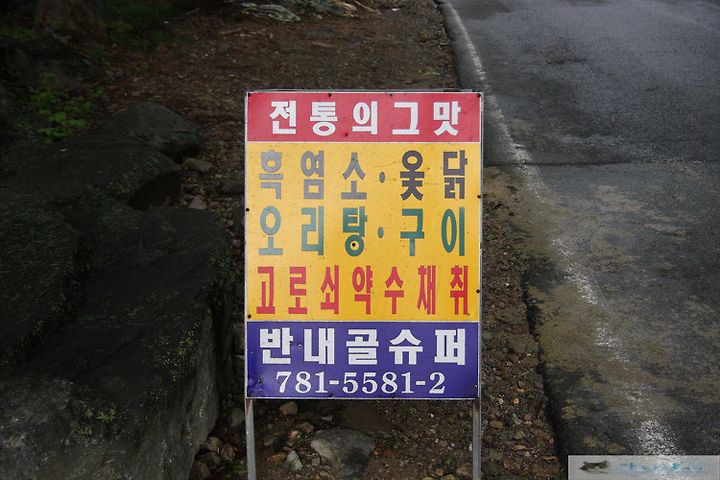 전통의그맛
흑염소·옻닭
오리탕·구이
고로쇠약수채취
반내골슈퍼
781-5581-2